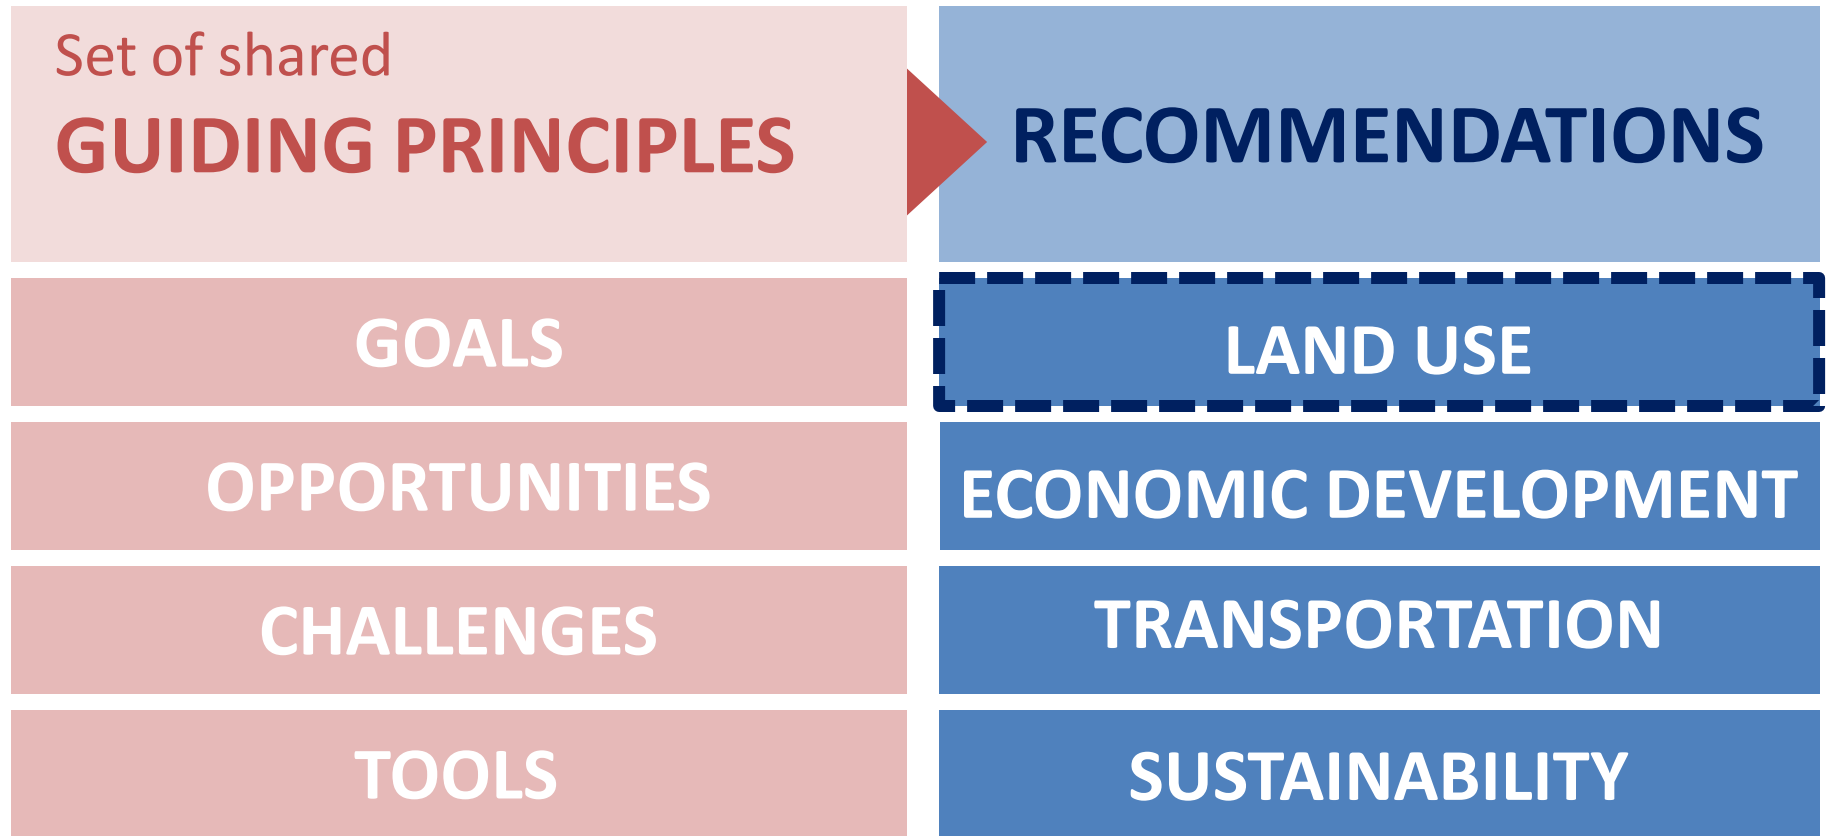 Set of shared
GUIDING PRINCIPLES
GOALS
OPPORTUNITIES
CHALLENGES
TOOLS
RECOMMENDATIONS
LAND USE
ECONOMIC DEVELOPMENT
TRANSPORTATION
SUSTAINABILITY